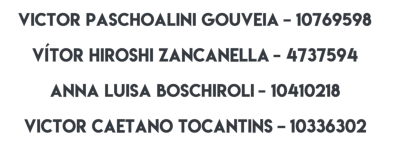 VICTOR PASCHOALINI GOUVEIA – 10769598
VÍTOR HIROSHI ZANCANELLA – 4737594
ANNA LUISA BOSCHIROLI – 10410218
VICTOR CAETANO TOCANTINS – 10336302